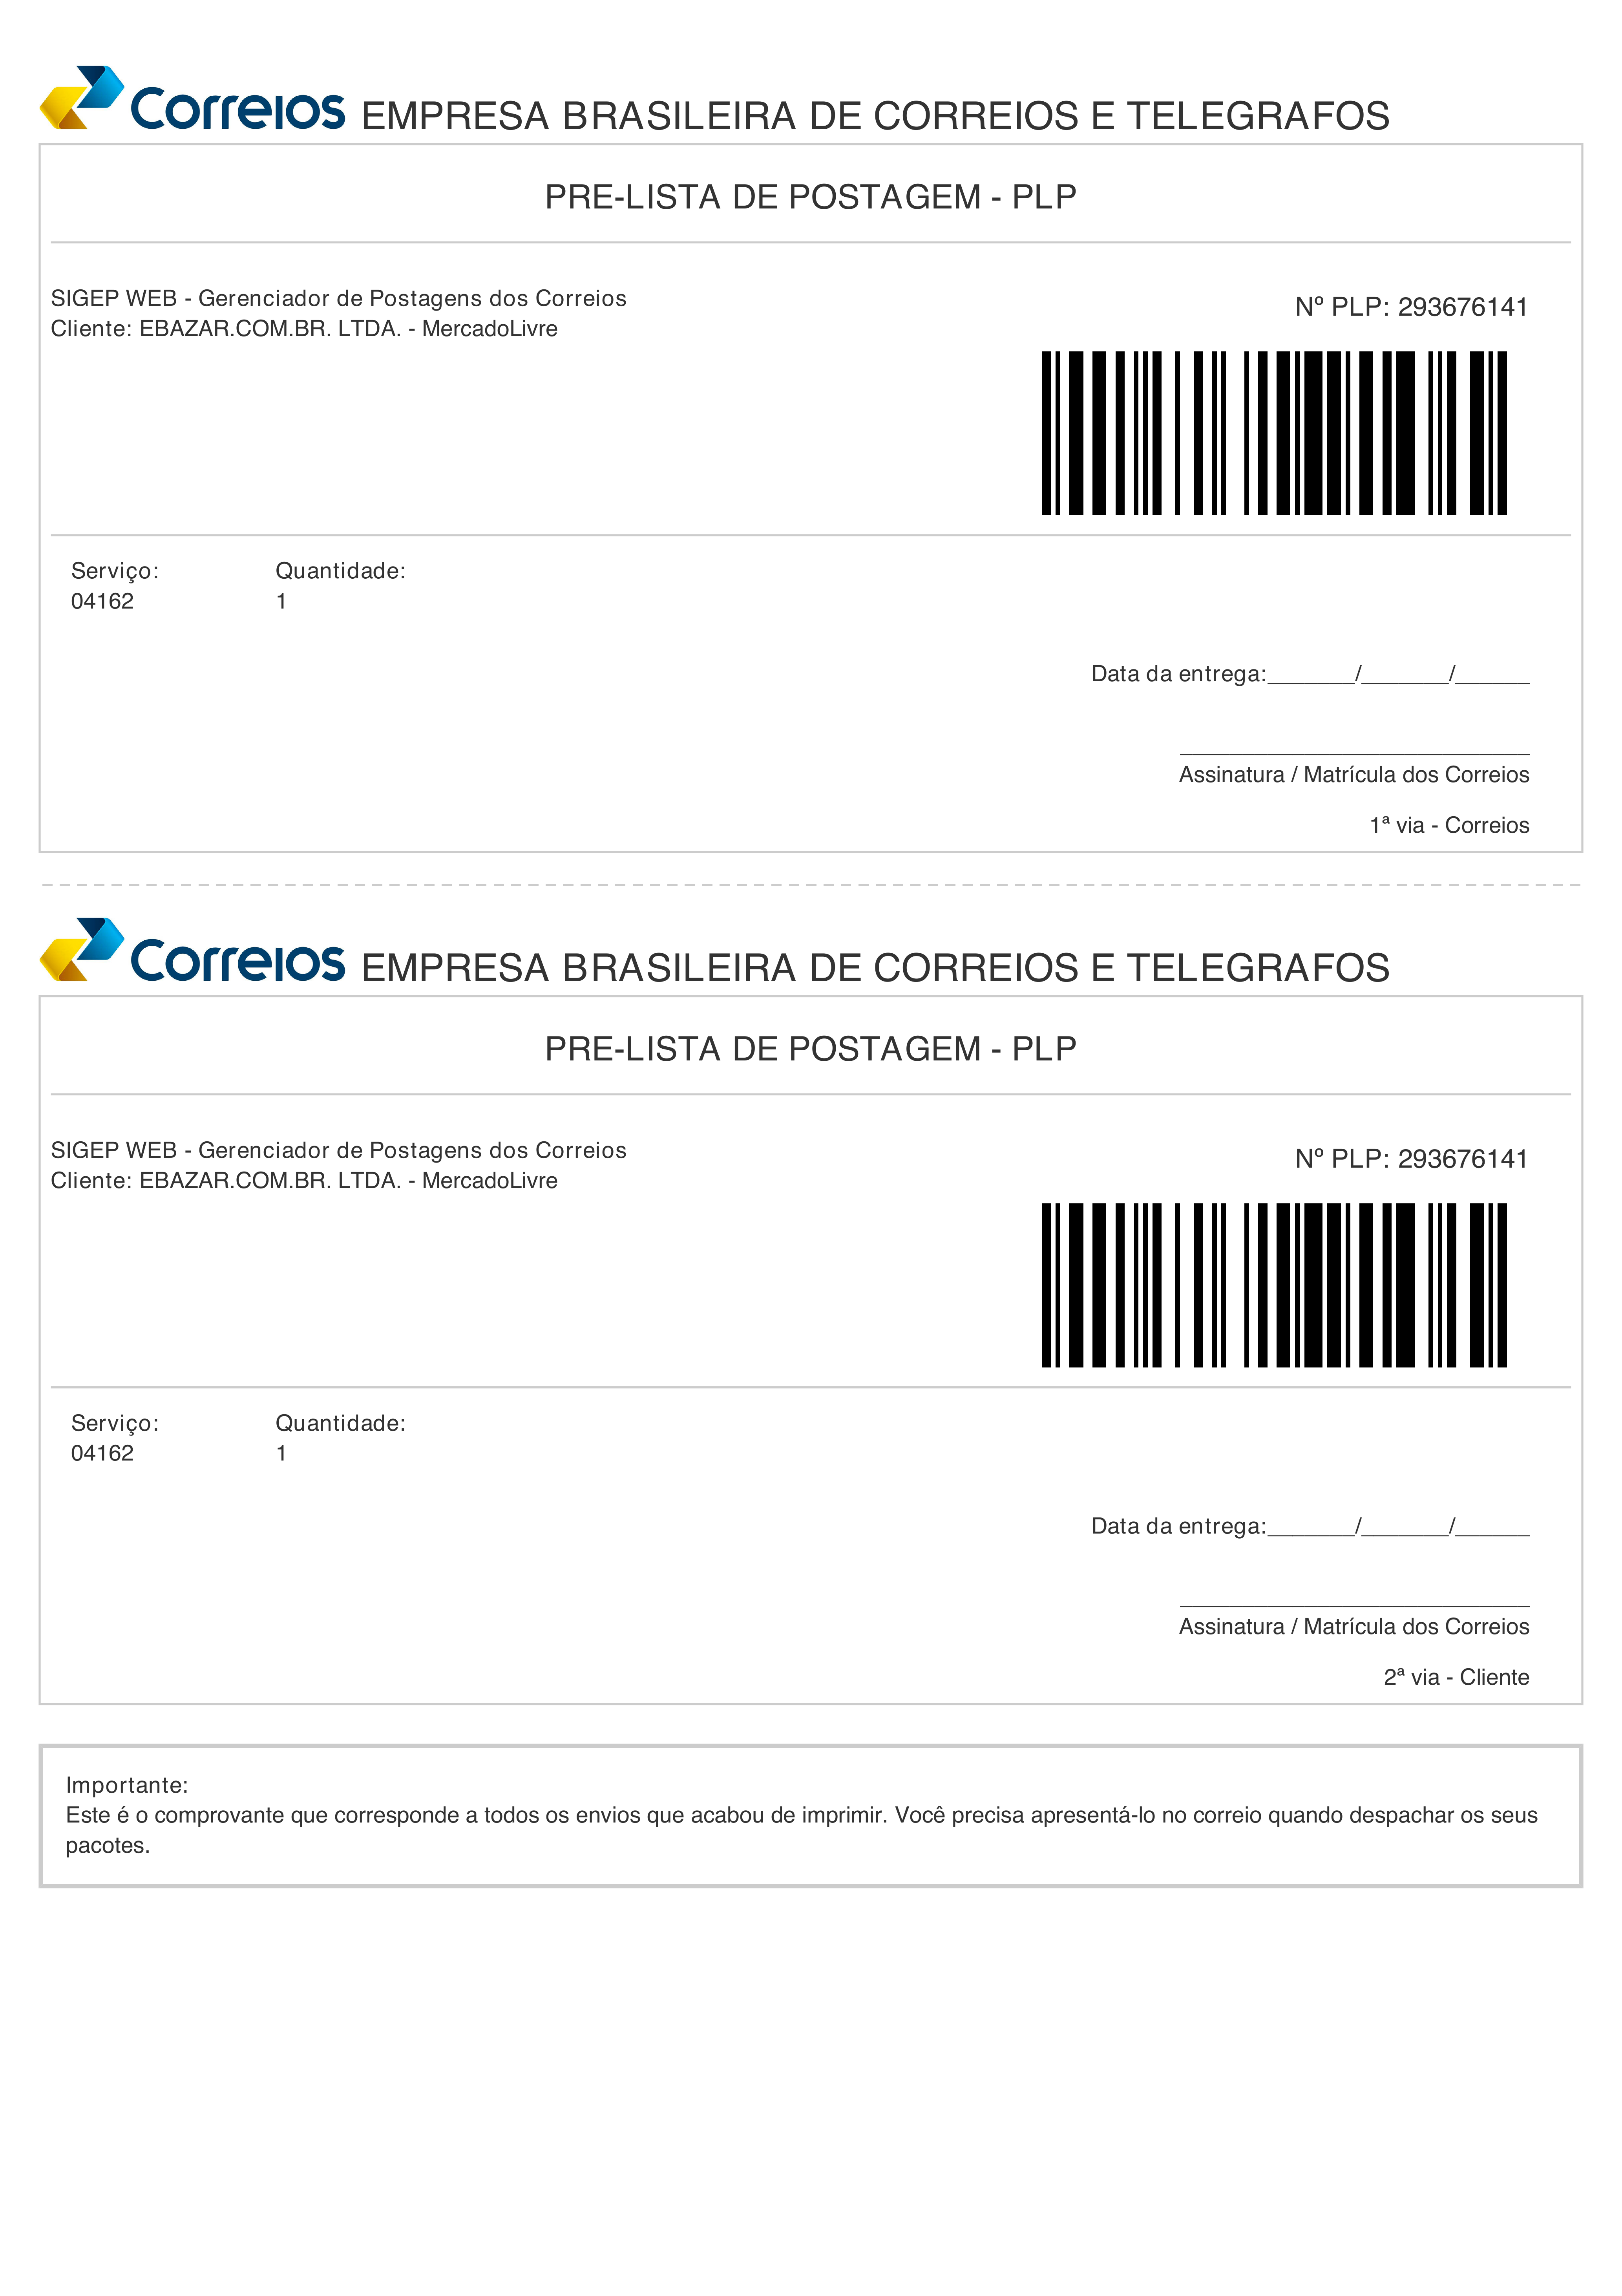 Correios EMPRESA BRASILEIRA DE CORREIOS E TELEGRAFOS
PRE-LISTA DE POSTAGEM - PLP
SIGEP WEB - Gerenciador de Postagens dos Correios
Cliente: EBAZAR.COM.BR. LTDA. - MercadoLivre
Nº PLP: 293676141
Serviço: Quantidade:
04162 1
Data da entrega:_______/_______/______
Assinatura / Matrícula dos Correios
1ª via - Correios
Correios EMPRESA BRASILEIRA DE CORREIOS E TELEGRAFOS
PRE-LISTA DE POSTAGEM - PLP
SIGEP WEB - Gerenciador de Postagens dos Correios
Cliente: EBAZAR.COM.BR. LTDA. - MercadoLivre
Nº PLP: 293676141
Serviço: Quantidade:
04162 1
Data da entrega:_______/_______/______
Assinatura / Matrícula dos Correios
2ª via - Cliente
Importante:
Este é o comprovante que corresponde a todos os envios que acabou de imprimir. Você precisa apresentá-lo no correio quando despachar os seus
pacotes.